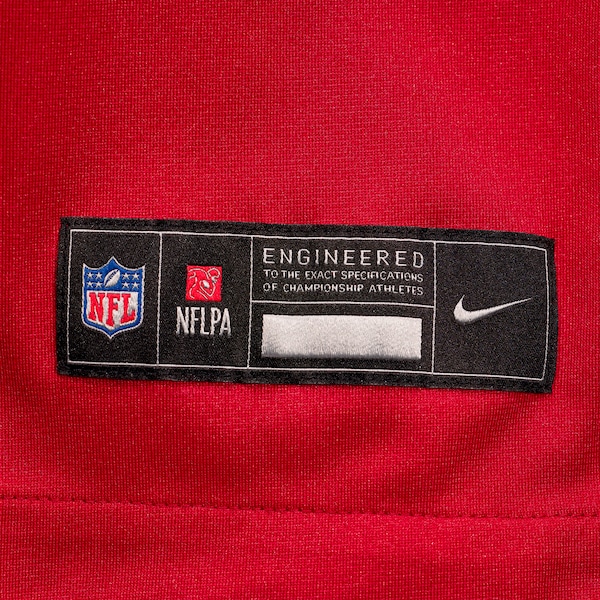 NFL
NFLPA
ENGINEERED
TO THE EXACT SPECIFICATIONS
OF CHAMPIONSHIP ATHLETES